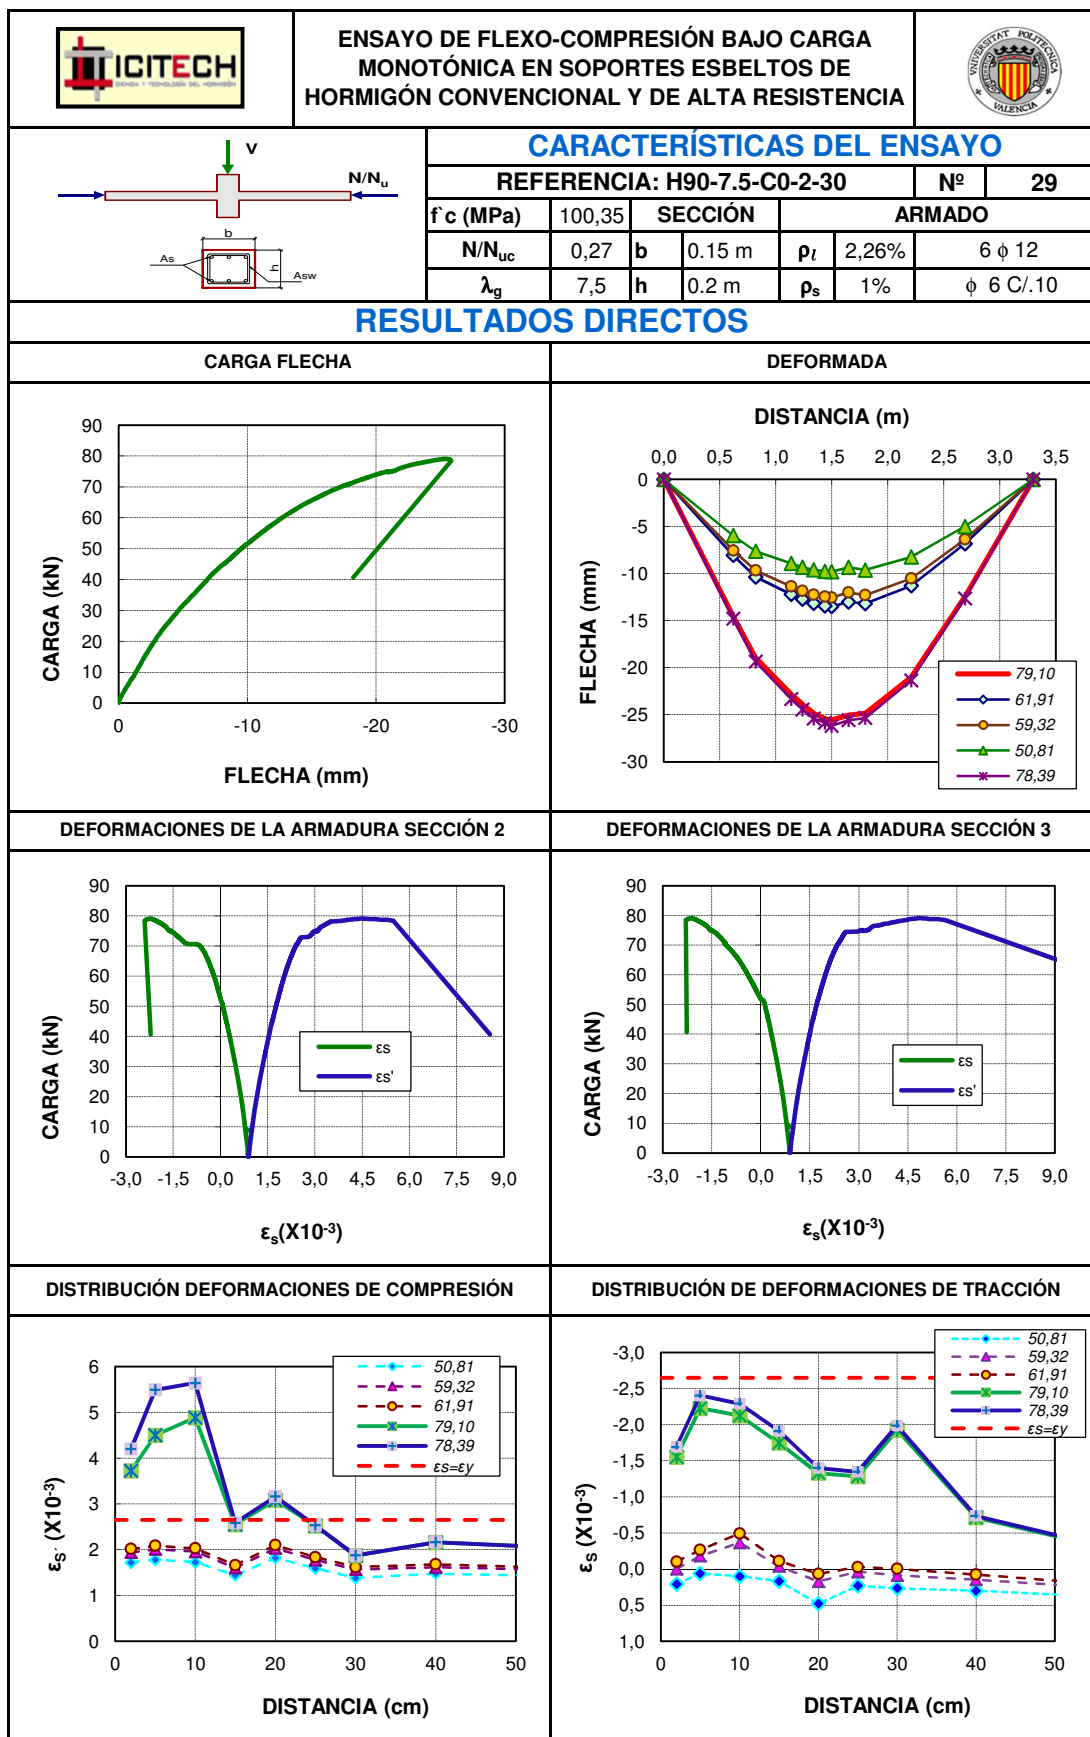 ICITECH
CIENCIA Y TECNOLOGÍA DEL HORMIGÓN
ENSAYO DE FLEXO-COMPRESIÓN BAJO CARGA
MONOTÓNICA EN SOPORTES ESBELTOS DE
HORMIGÓN CONVENCIONAL Y DE ALTA RESISTENCIA
UNIVERSITAT POLITÈCNICA
VALENCIA
V
N/Nu
b
As
h
Asw
CARACTERÍSTICAS DEL ENSAYO
REFERENCIA: H90-7.5-C0-2-30 Nº 29
f`c (MPa) 100,35 SECCIÓN ARMADO
N/Nuc 0,27 b 0.15 m ρl 2,26% 6 ϕ 12
λg 7,5 h 0.2 m ρs 1% ϕ 6 C/.10
RESULTADOS DIRECTOS
CARGA FLECHA
90
80
70
60
50
40
30
20
10
0
0 -10 -20 -30
CARGA (kN)
FLECHA (mm)
DEFORMADA
DISTANCIA (m)
0,0 0,5 1,0 1,5 2,0 2,5 3,0 3,5
0
-5
-10
-15
-20
-25
-30
FLECHA (mm)
79,10
61,91
59,32
50,81
78,39
DEFORMACIONES DE LA ARMADURA SECCIÓN 2
90
80
70
60
50
40
30
20
10
0
-3,0 -1,5 0,0 1,5 3,0 4,5 6,0 7,5 9,0
CARGA (kN)
εs
εs'
εs(X10-3)
DEFORMACIONES DE LA ARMADURA SECCIÓN 3
90
80
70
60
50
40
30
20
10
0
-3,0 -1,5 0,0 1,5 3,0 4,5 6,0 7,5 9,0
CARGA (kN)
εs
εs'
εs(X10-3)
DISTRIBUCIÓN DEFORMACIONES DE COMPRESIÓN
6
5
4
3
2
1
0
0 10 20 30 40 50
εs' (X10-3)
50,81
59,32
61,91
79,10
78,39
εs=εy
DISTANCIA (cm)
DISTRIBUCIÓN DE DEFORMACIONES DE TRACCIÓN
-3,0
-2,5
-2,0
-1,5
-1,0
-0,5
0,0
0,5
1,0
0 10 20 30 40 50
εs (X10-3)
50,81
59,32
61,91
79,10
78,39
εs=εy
DISTANCIA (cm)